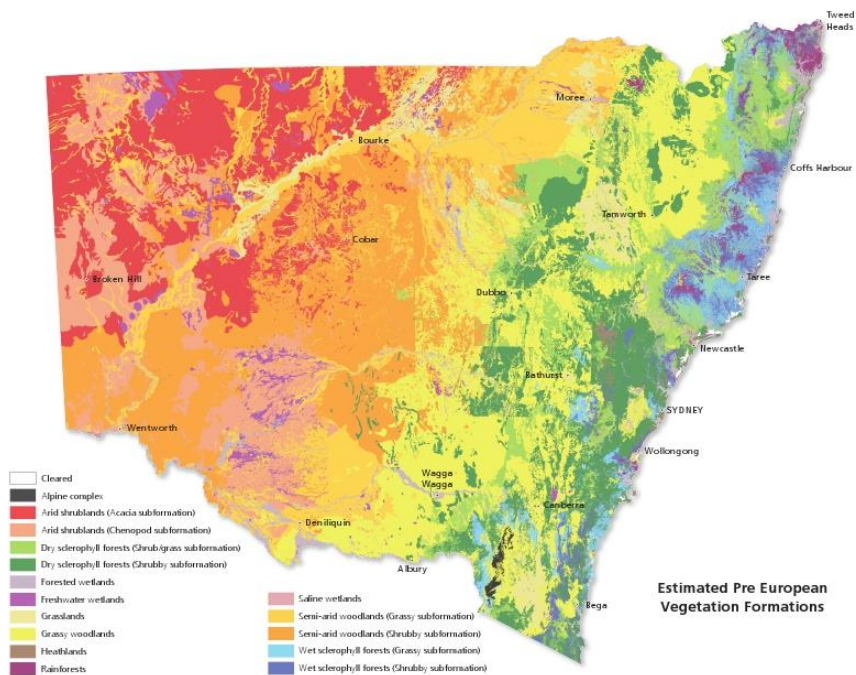 Tweed
Heads
Moree
Bourke
Coffs Harbour
Tamworth
Cobar
Broken Hill
Taree
Dubbo
Newcastle
Bathurst
SYDNEY
Wentworth
Wollongong
Wagga
Wagga
Canberra
Deniliquin
Albury
Bega
Cleared
Alpine complex
Arid shrublands (Acacia subformation)
Arid shrublands (Chenopod subformation)
Dry sclerophyll forests (Shrub/grass subformation)
Dry sclerophyll forests (Shrubby subformation)
Forested wetlands
Freshwater wetlands
Grasslands
Grassy woodlands
Heathlands
Rainforests
Saline wetlands
Semi-arid woodlands (Grassy subformation)
Semi-arid woodlands (Shrubby subformation)
Wet sclerophyll forests (Grassy subformation)
Wet sclerophyll forests (Shrubby subformation)
Estimated Pre European
Vegetation Formations